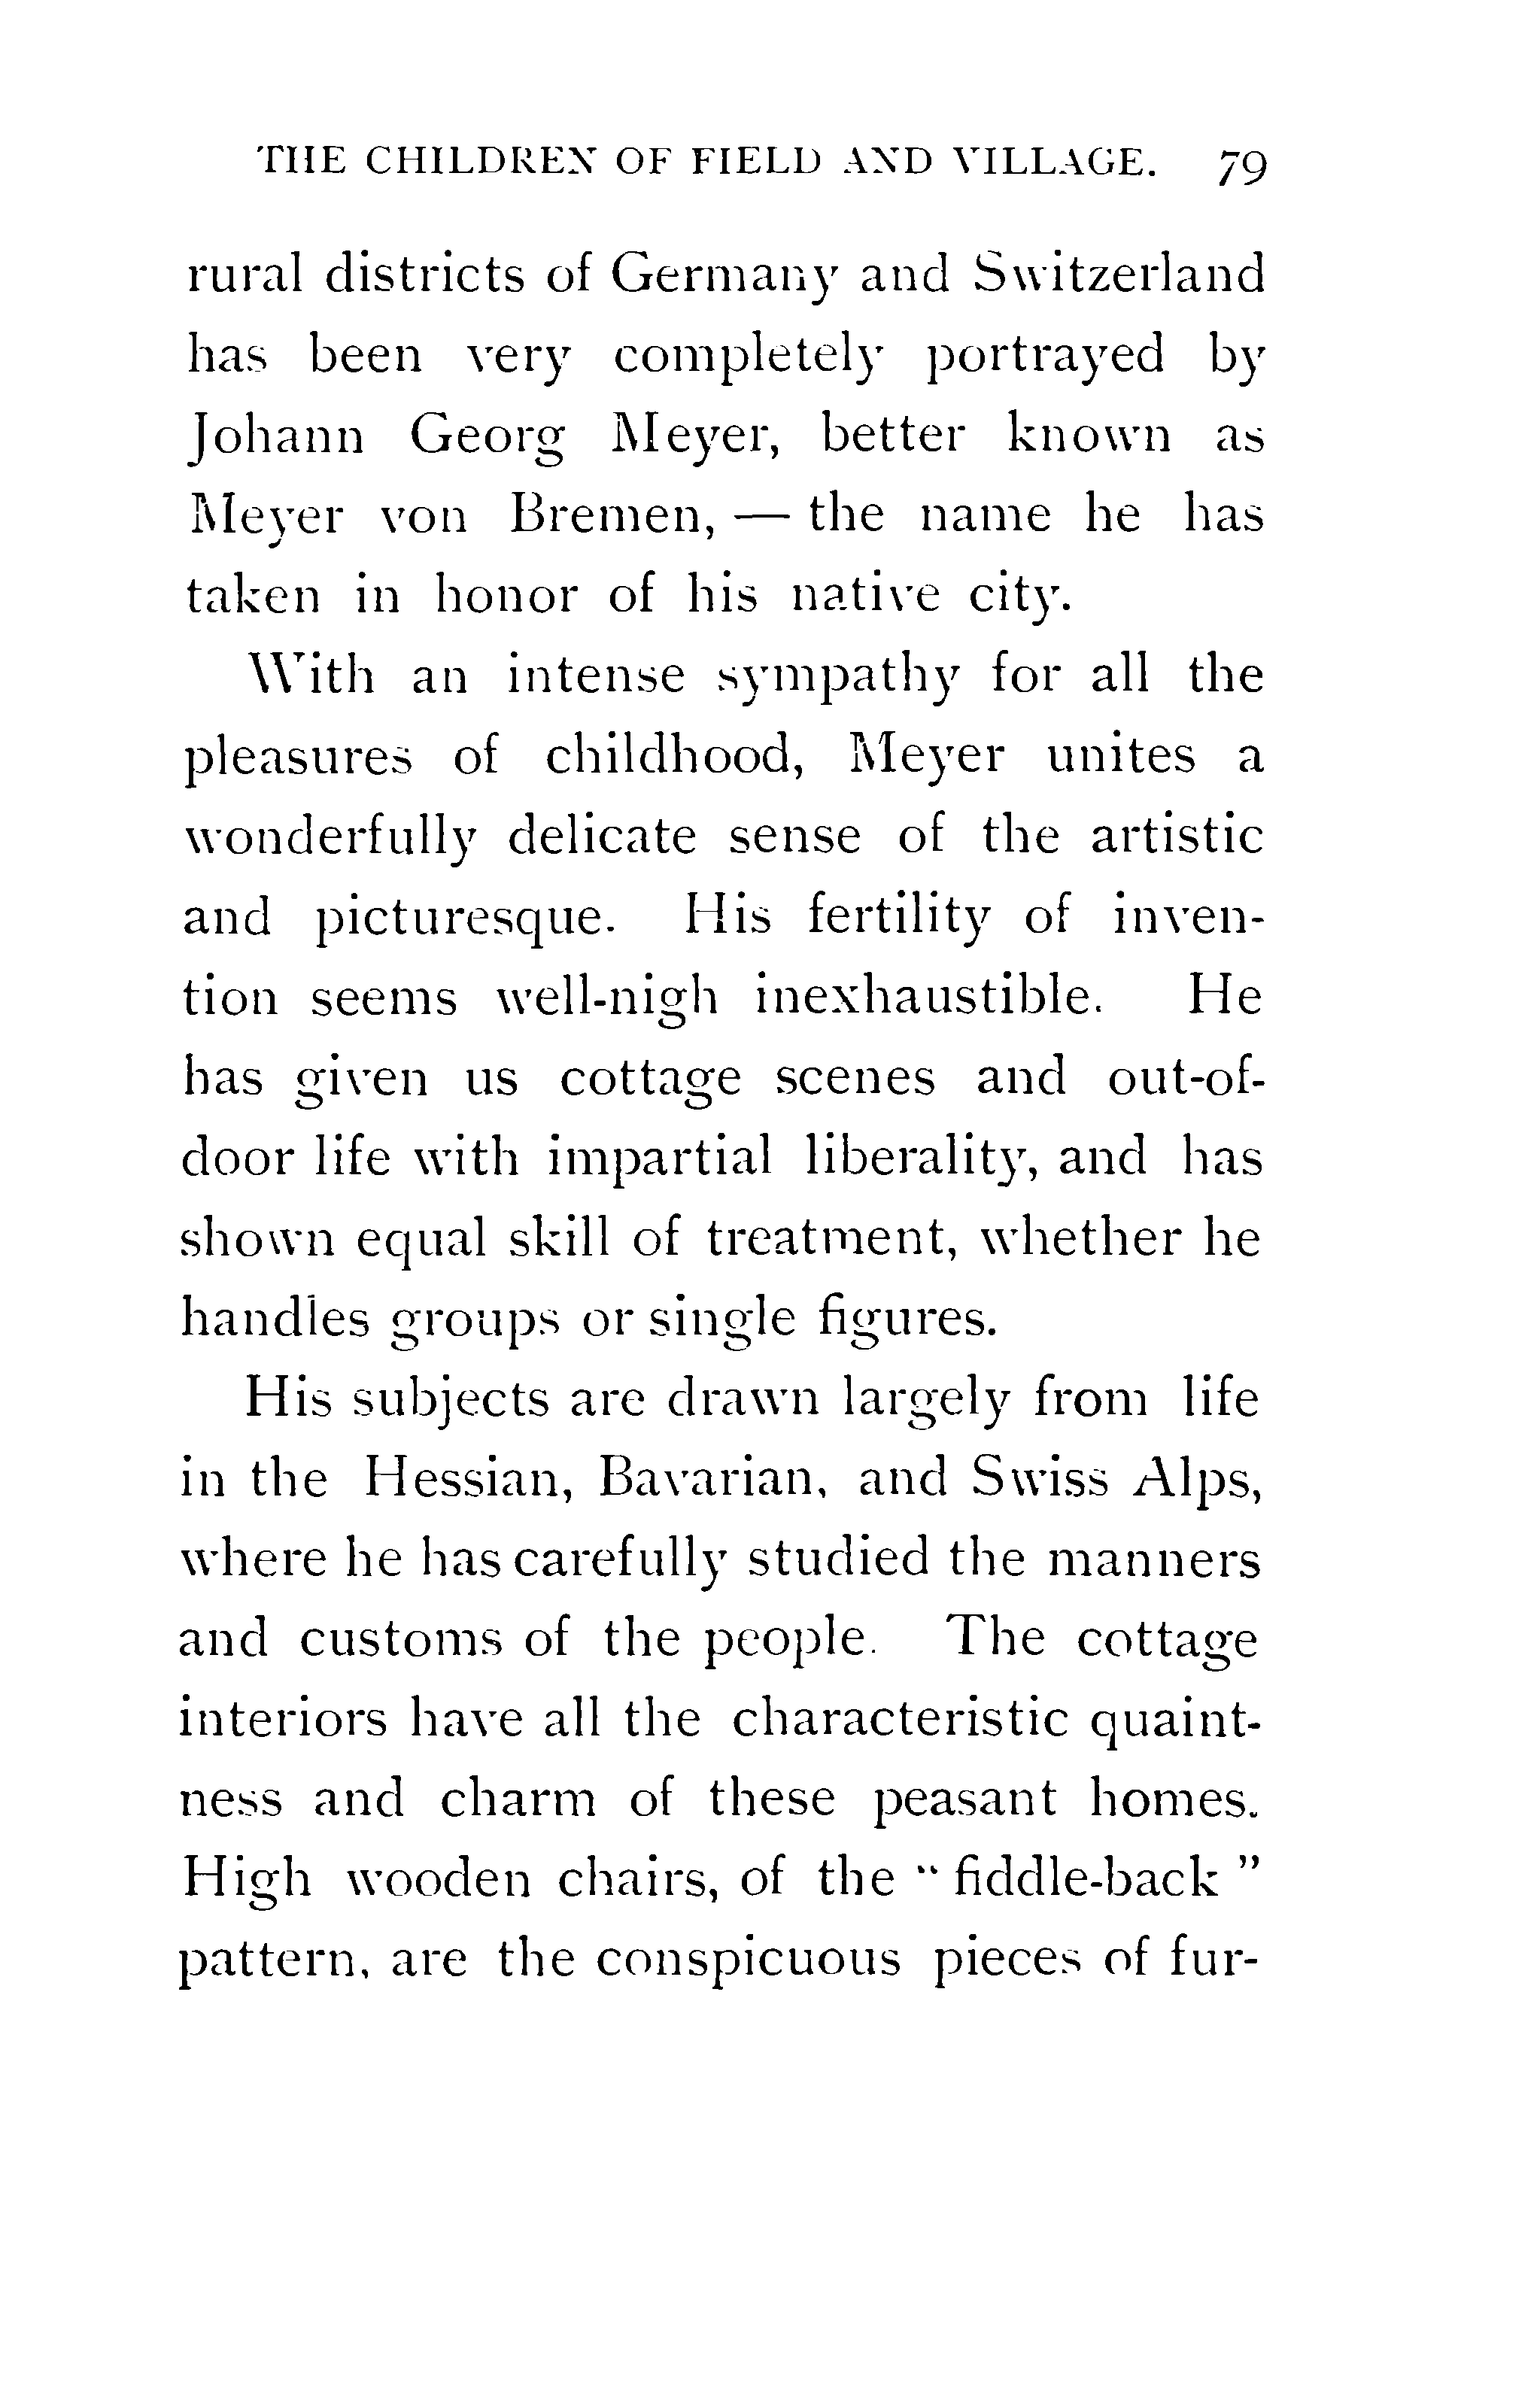 THE CHILDREN OF FIELD AND VILLAGE. 79
rural districts of Germany and Switzerland
has been very completely portrayed by
Johann Georg Meyer, better known as
Meyer von Bremen, — the name he has
taken in honor of his native city.
With an intense sympathy for all the
pleasures of childhood, Meyer unites a
wonderfully delicate sense of the artistic
and picturesque. His fertility of inven-
tion seems well-nigh inexhaustible. He
has given us cottage scenes and out-of-
door life with impartial liberality, and has
shown equal skill of treatment, whether he
handles groups or single figures.
His subjects are drawn largely from life
in the Hessian, Bavarian, and Swiss Alps,
where he has carefully studied the manners
and customs of the people. The cottage
interiors have all the characteristic quaint-
ness and charm of these peasant homes.
High wooden chairs, of the “ fiddle-back ”
pattern, are the conspicuous pieces of fur-